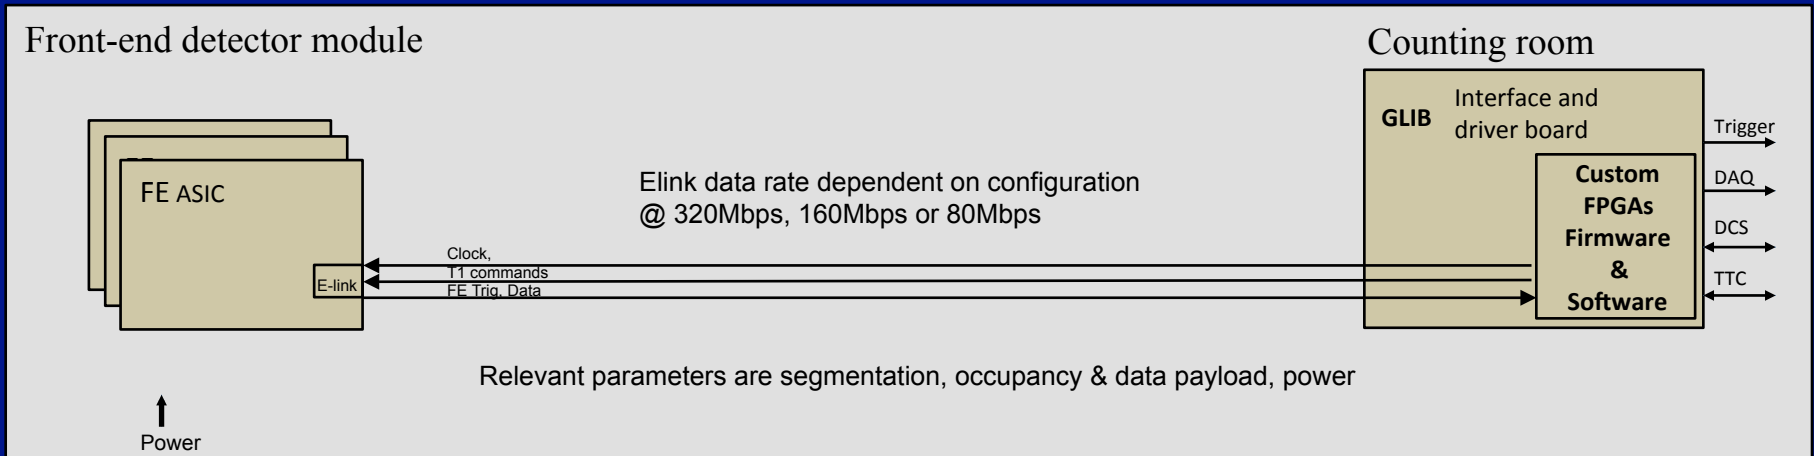 Front-end detector module
Counting room
GLIB
Interface and
driver board
Trigger
DAQ
DCS
TTC
Custom
FPGAs
Firmware
&
Software
FE ASIC
E-link
Elink data rate dependent on configuration
@ 320Mbps, 160Mbps or 80Mbps
Clock,
T1 commands
FE Trig, Data
Relevant parameters are segmentation, occupancy & data payload, power
Power